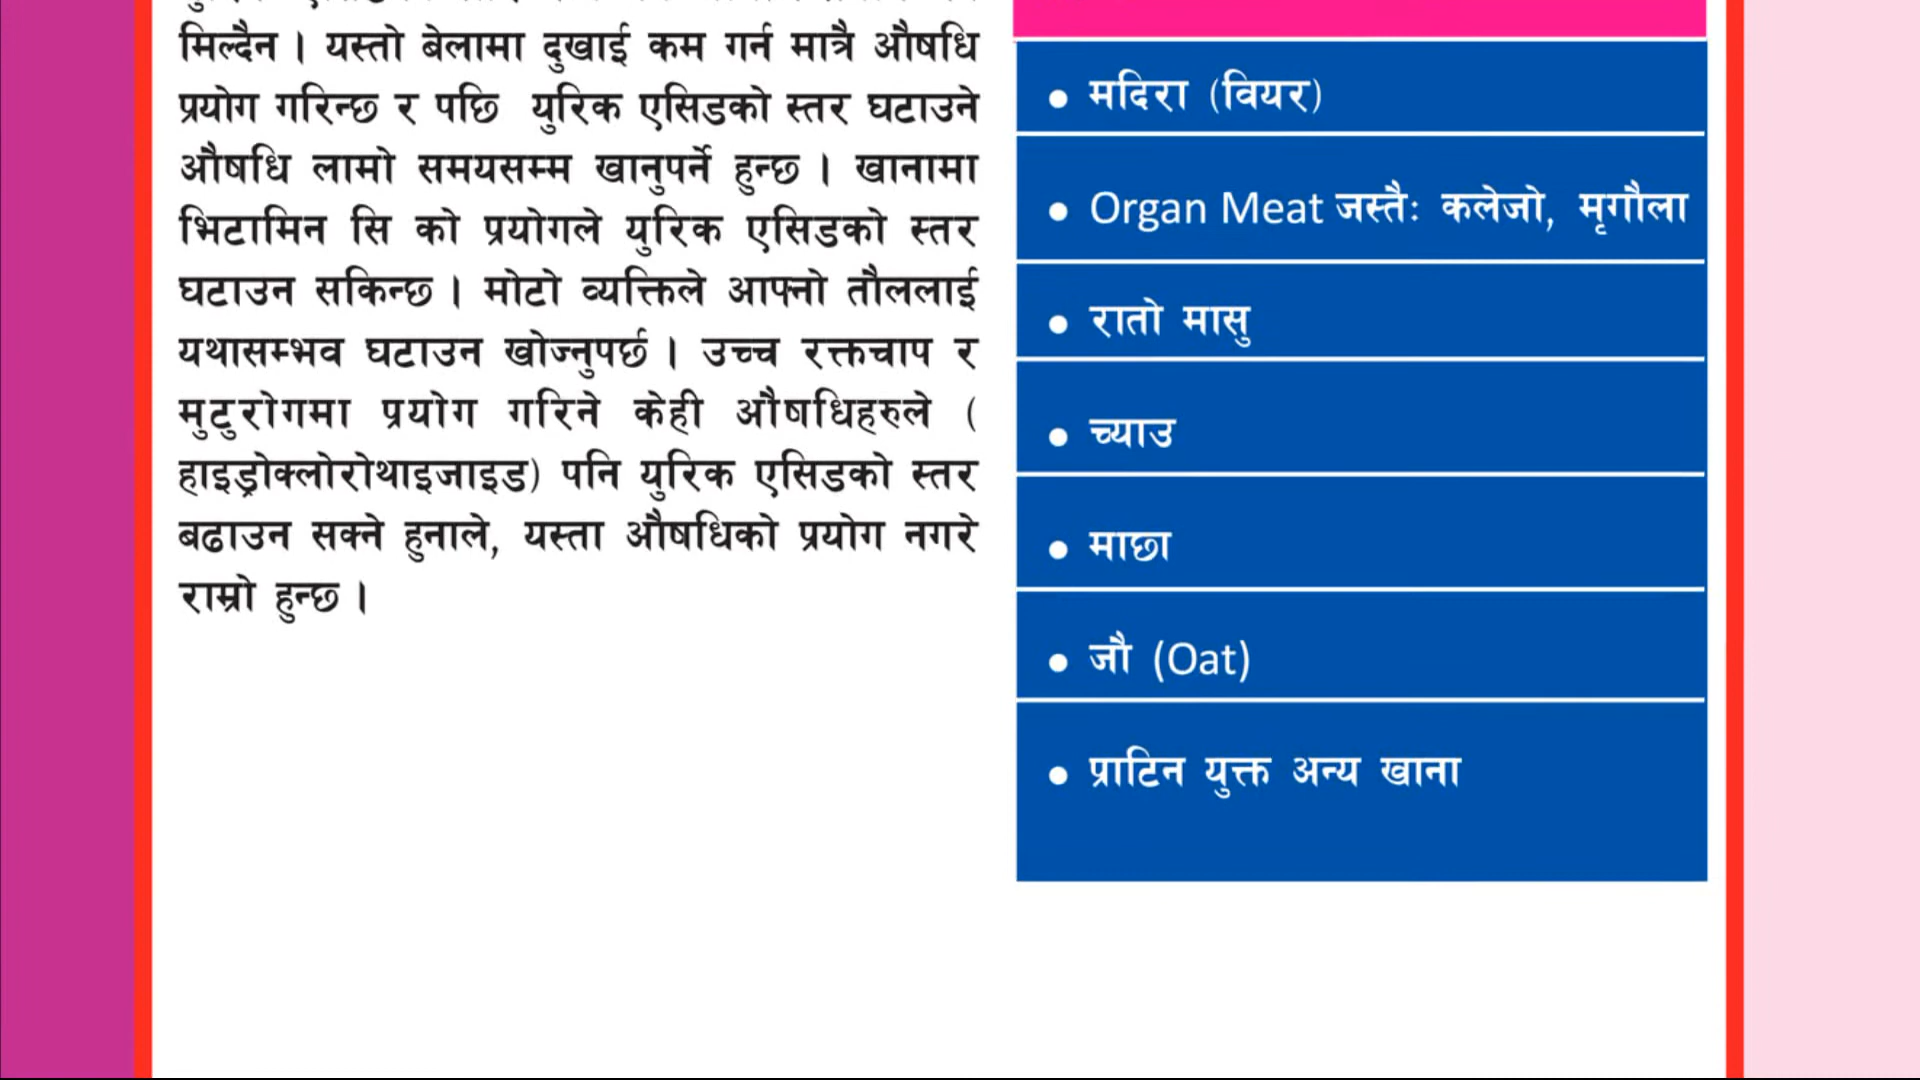 मिल्दैन । यस्तो बेलामा दुखाई कम गर्न मात्रै औषधि
प्रयोग गरिन्छ र पछि युरिक एसिडको स्तर घटाउने
औषधि लामो समयसम्म खानुपर्ने हुन्छ । खानामा
भिटामिन सि को प्रयोगले युरिक एसिडको स्तर
घटाउन सकिन्छ । मोटो व्यक्तिले आफ्नो तौललाई
यथासम्भव घटाउन खोज्नुपर्छ । उच्च रक्तचाप र
मुटुरोगमा प्रयोग गरिने केही औषधिहरुले (
हाइड्रोक्लोरोथाइजाइड) पनि युरिक एसिडको स्तर
बढाउन सक्ने हुनाले, यस्ता औषधिको प्रयोग नगरे
राम्रो हुन्छ ।
• मदिरा (वियर)
• Organ Meat जस्तैः कलेजो, मृगौला
• रातो मासु
• च्याउ
• माछा
• जौ (Oat)
• प्राटिन युक्त अन्य खाना